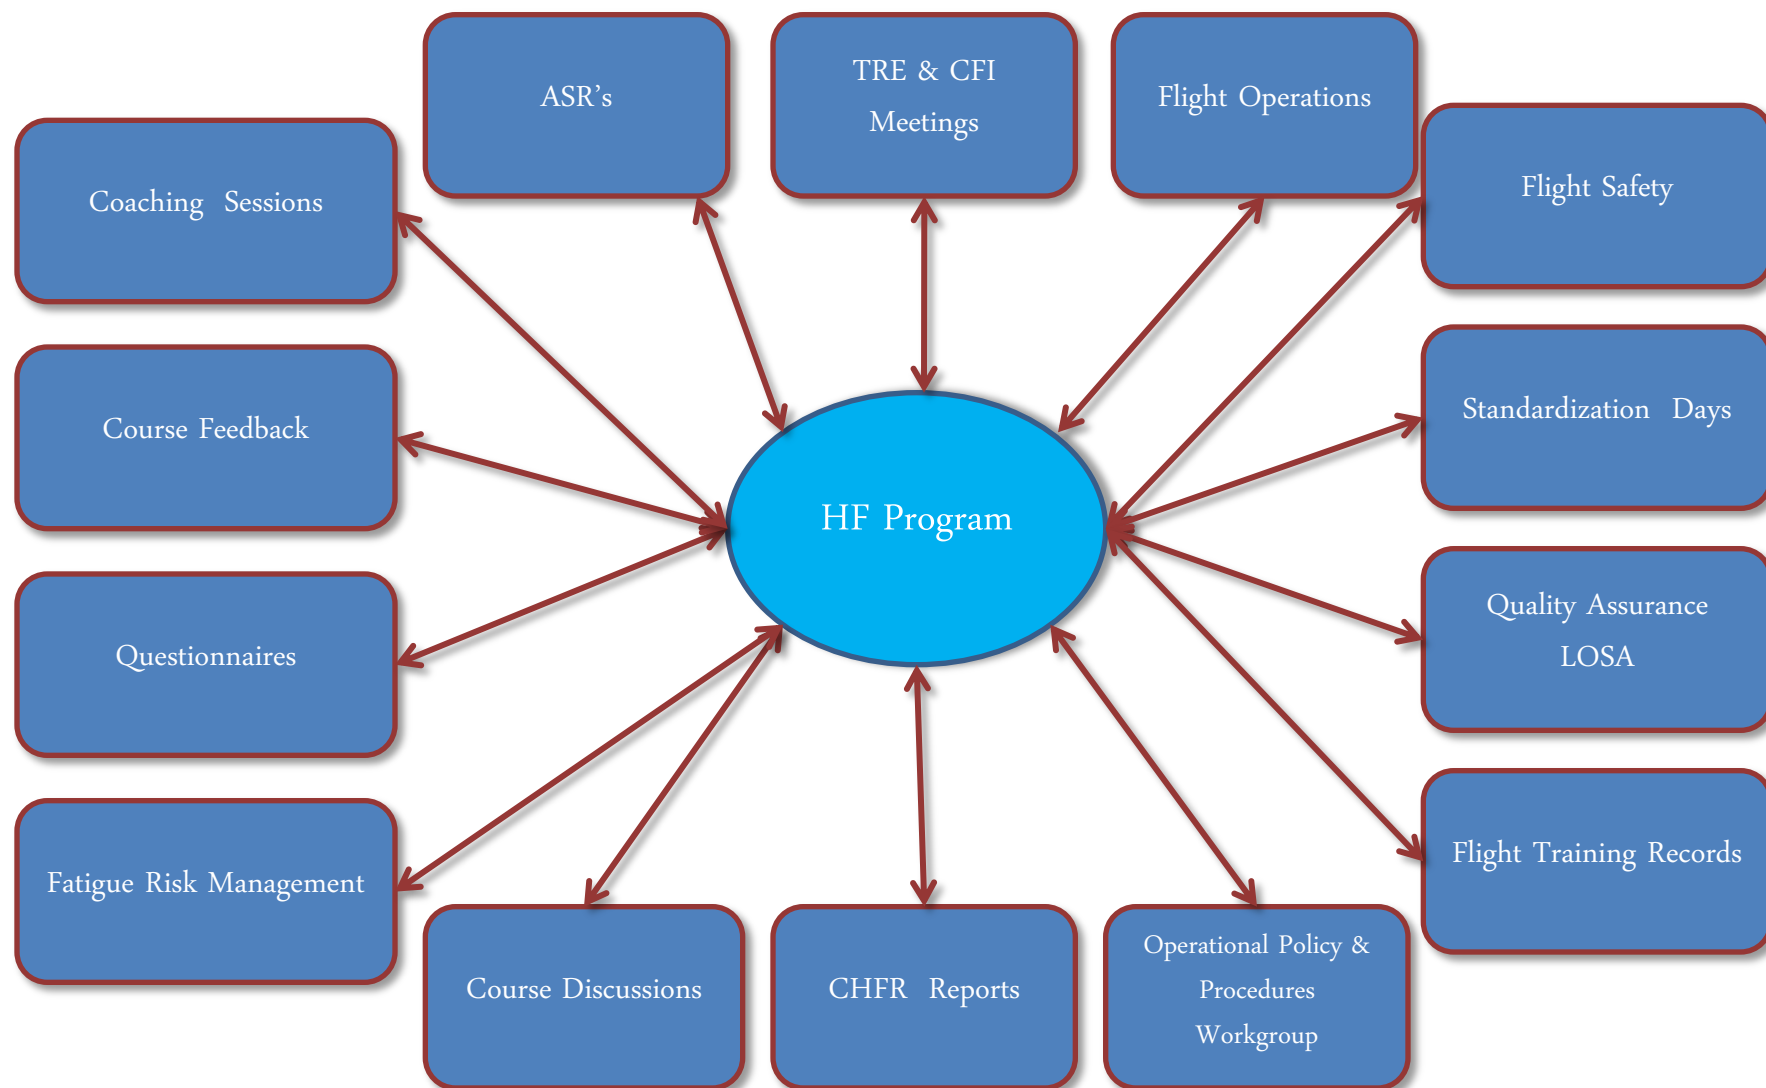 ASR’s
TRE & CFI
Meetings
Flight Operations
Flight Safety
Coaching Sessions
Course Feedback
Standardization Days
HF Program
Questionnaires
Quality Assurance
LOSA
Fatigue Risk Management
Flight Training Records
Course Discussions
CHFR Reports
Operational Policy &
Procedures
Workgroup